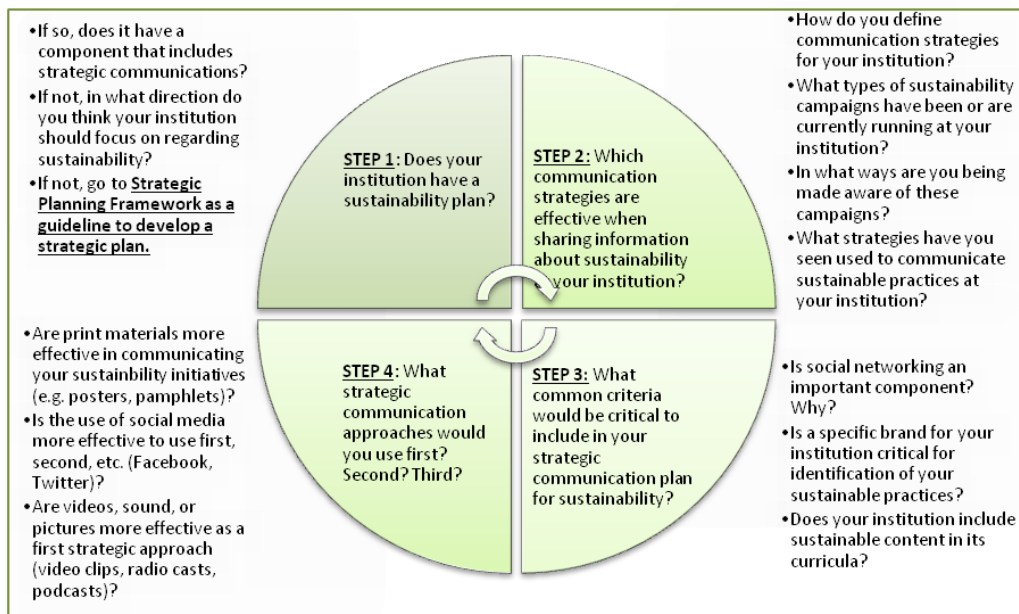 •If so, does it have a
component that includes
strategic communications?
•If not, in what direction do
you think your institution
should focus on regarding
sustainability?
•If not, go to Strategic
Planning Framework as a
guideline to develop a
strategic plan.
STEP 1: Does your
institution have a
sustainability plan?
STEP 2: Which
communication
strategies are
effective when
sharing information
about sustainability
your institution?
•How do you define
communication strategies
for your institution?
•What types of sustainability
campaigns have been or are
currently running at your
institution?
•In what ways are you being
made aware of these
campaigns?
•What strategies have you
seen used to communicate
sustainable practices at
your institution?
•Are print materials more
effective in communicating
your sustainbility initiatives
(e.g. posters, pamphlets)?
•Is the use of social media
more effective to use first,
second, etc. (Facebook,
Twitter)?
•Are videos, sound, or
pictures more effective as a
first strategic approach
(video clips, radio casts,
podcasts)?
STEP 4: What
strategic
communication
approaches would
you use first?
Second? Third?
STEP 3: What
common criteria
would be critical to
include in your
strategic
communication plan
for sustainability?
•Is social networking an
important component?
Why?
•Is a specific brand for your
institution critical for
identification of your
sustainable practices?
•Does your institution include
sustainable content in its
curricula?